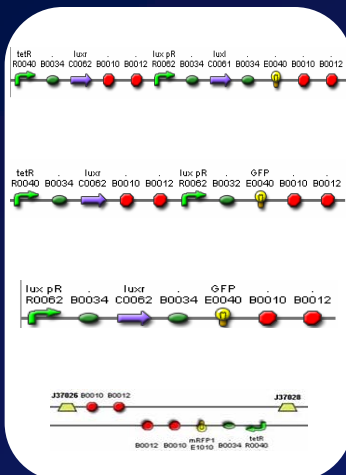 tetR . luxr . . lux pR . luxI . . . .
R0040 B0034 C0062 B0010 B0012 R0062 B0034 C0061 B0034 E0040 B0010 B0012
tetR . luxr . . lux pR . GFP . .
R0040 B0034 C0062 B0010 B0012 R0062 B0032 E0040 B0010 B0012
lux pR . luxr . GFP . .
R0062 B0034 C0062 B0034 E0040 B0010 B0012
J37026 B0010 B0012 J37028
. . mRFP1 . tetR
B0012 B0010 E1010 B0034 R0040